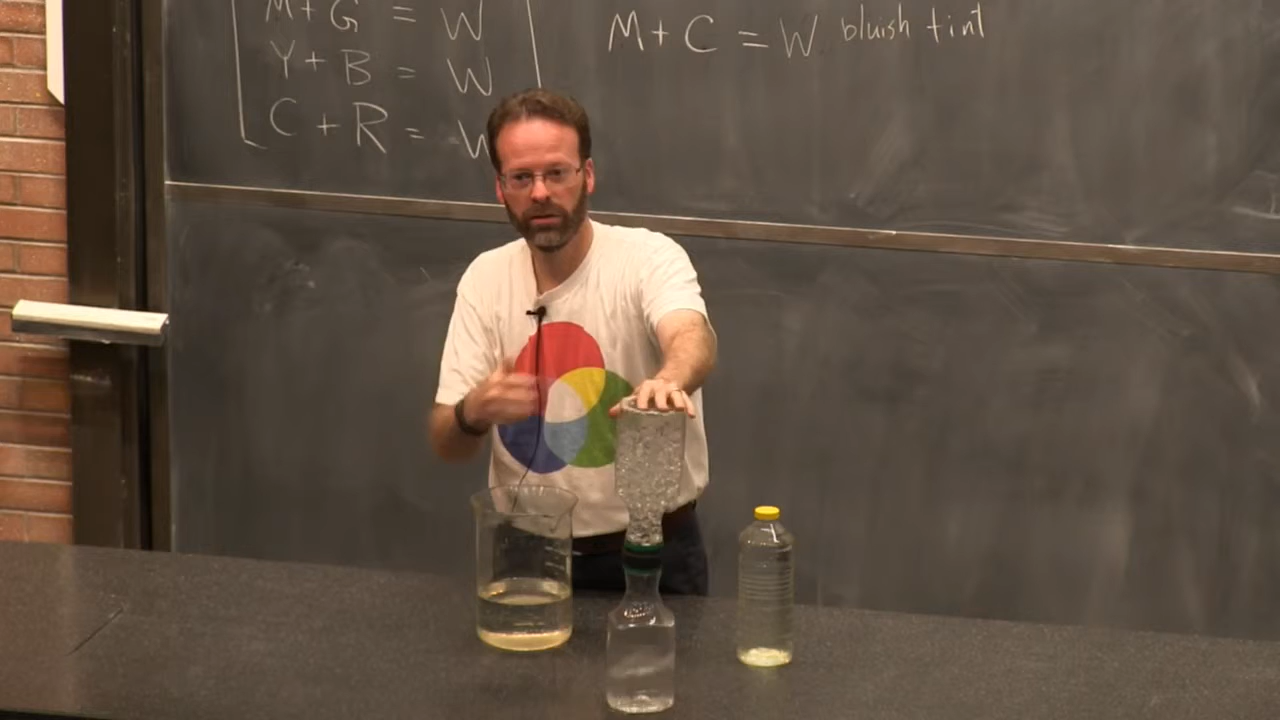 M+G = W
Y+B = W
C+R = W
M+C = W bluish tint